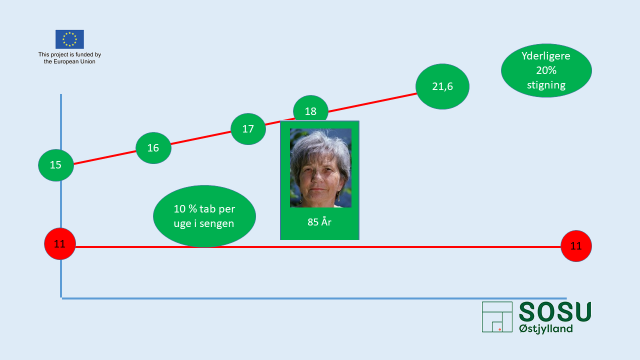 This project is funded by
the European Union
Yderligere
20%
stigning
21,6
18
17
16
15
10 % tab per
uge i sengen
85 År
11
11
SOSU
Østjylland